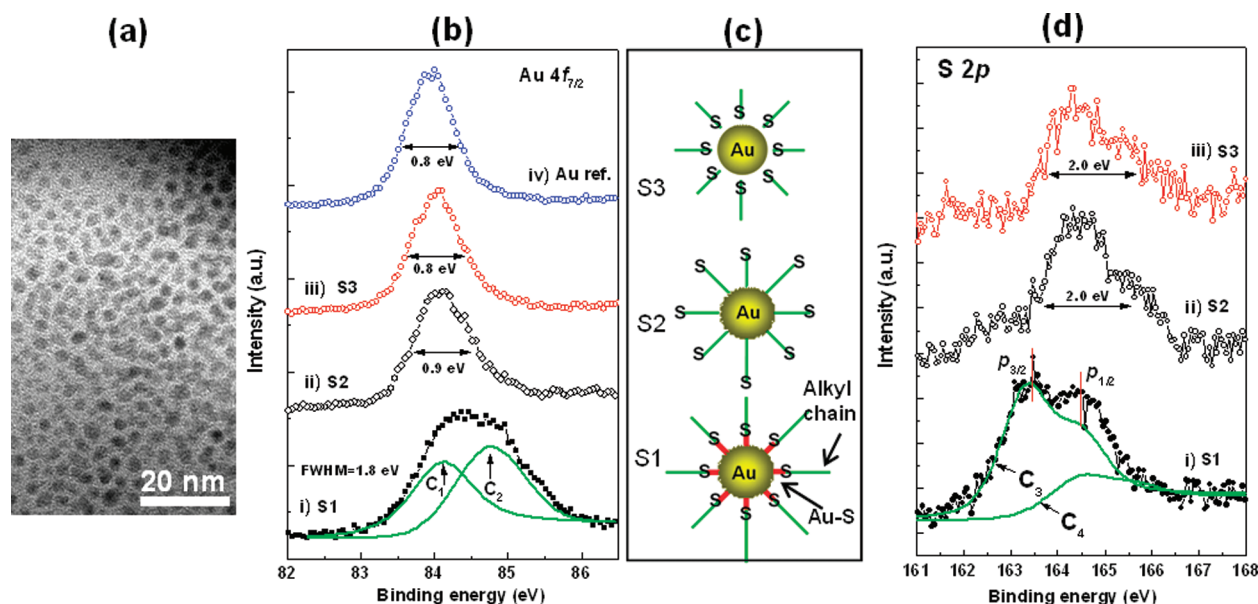 (a)
20 nm
(b)
Au 4f7/2
0.8 eV
iv) Au ref.
0.8 eV
iii) S3
0.9 eV
ii) S2
FWHM=1.8 eV
C1
C2
i) S1
Intensity (a.u.)
82 83 84 85 86
Binding energy (eV)
(c)
S S S
S Au S
S S S
S3
S S S
S Au S
S S S
S2
S S S
S Au S
S S S
S1
Alkyl
chain
Au-S
(d)
S 2p
iii) S3
2.0 eV
ii) S2
2.0 eV
p3/2
p1/2
i) S1
C3
C4
Intensity (a.u.)
161 162 163 164 165 166 167 168
Binding energy (eV)